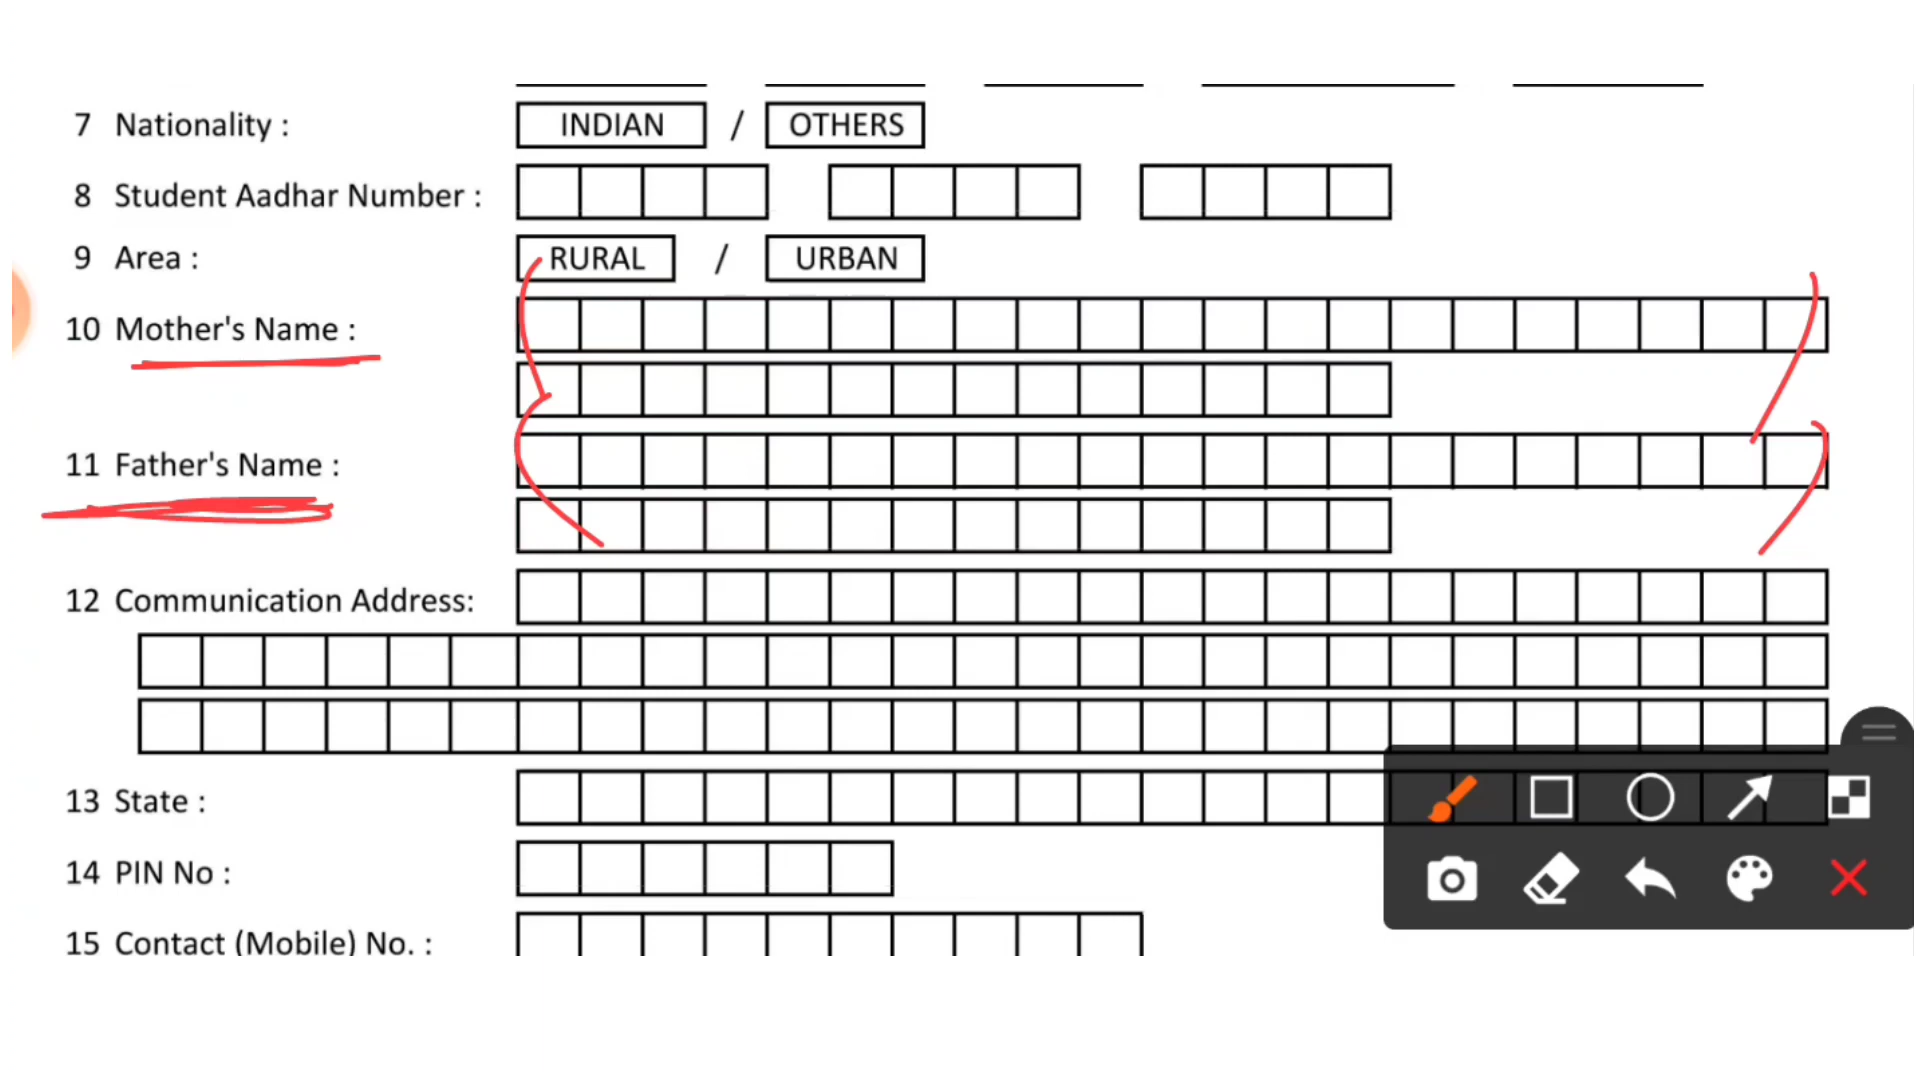 7 Nationality : INDIAN / OTHERS
8 Student Aadhar Number :
9 Area : RURAL / URBAN
10 Mother's Name :
11 Father's Name :
12 Communication Address:
13 State :
14 PIN No :
15 Contact (Mobile) No. :